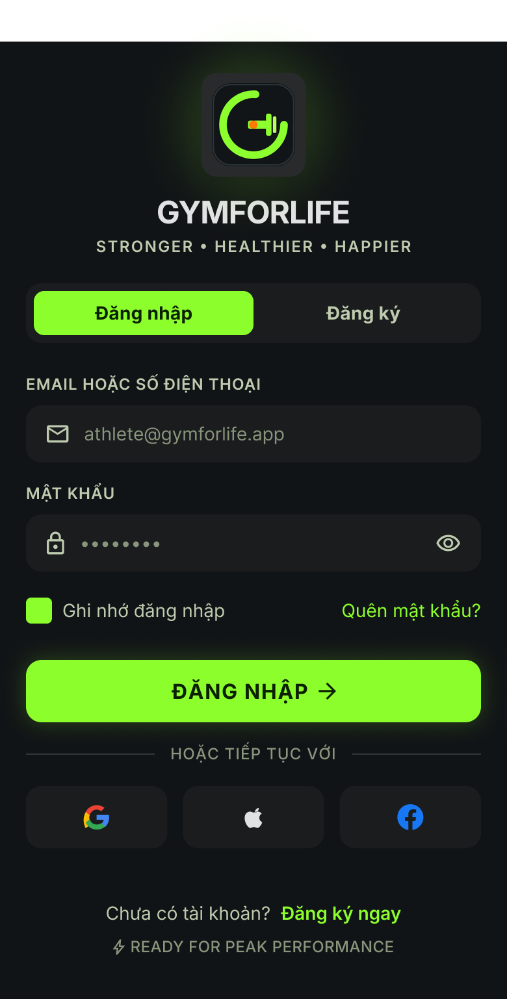 GYMFORLIFE
STRONGER • HEALTHIER • HAPPIER
Đăng nhập
Đăng ký
EMAIL HOẶC SỐ ĐIỆN THOẠI
athlete@gymforlife.app
MẬT KHẨU
••••••••
Ghi nhớ đăng nhập
Quên mật khẩu?
ĐĂNG NHẬP →
HOẶC TIẾP TỤC VỚI
Chưa có tài khoản? Đăng ký ngay
READY FOR PEAK PERFORMANCE